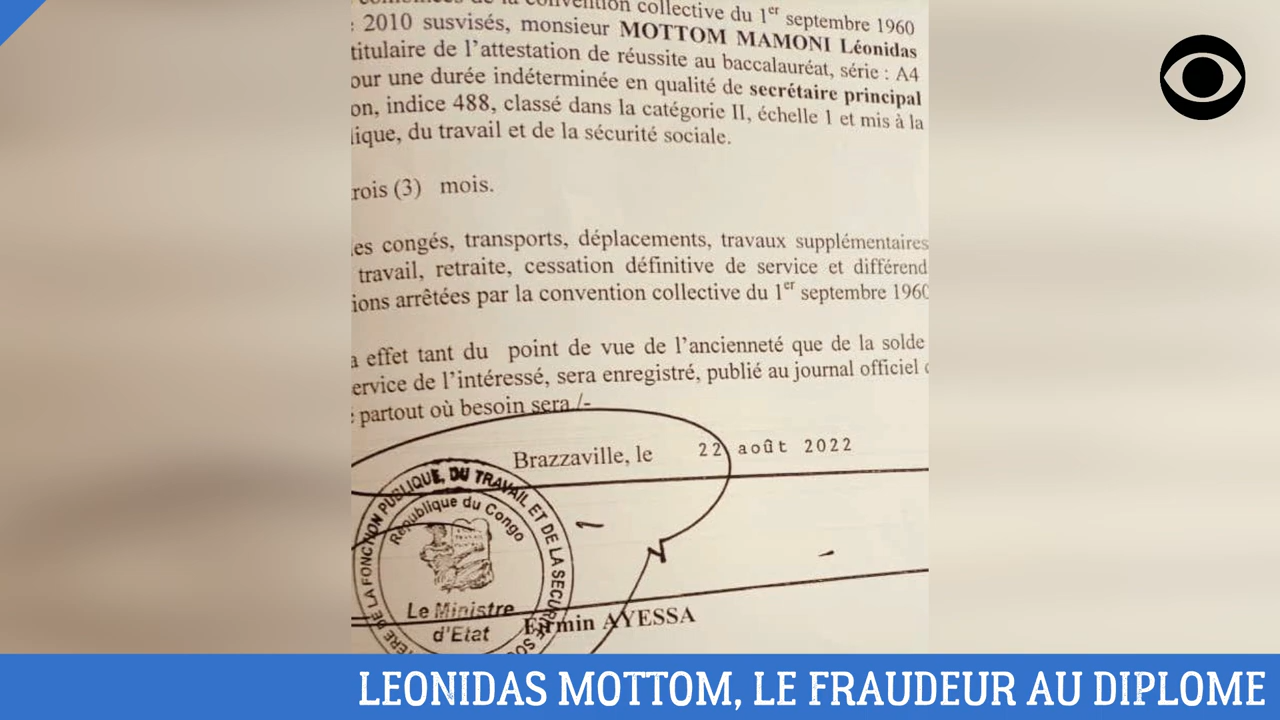 convention collective du 1er septembre 1960
: 2010 susvisés, monsieur MOTTOM MAMONI Léonidas
titulaire de l'attestation de réussite au baccalauréat, série : A4
our une durée indéterminée en qualité de secrétaire principal
on, indice 488, classé dans la catégorie II, échelle 1 et mis à la
lique, du travail et de la sécurité sociale.
rois (3) mois.
es congés, transports, déplacements, travaux supplémentaires
travail, retraite, cessation définitive de service et différend
ions arrêtées par la convention collective du 1er septembre 1960
a effet tant du point de vue de l'ancienneté que de la solde
ervice de l'intéressé, sera enregistré, publié au journal officiel
partout où besoin sera /-
Brazzaville, le 22 août 2022
DE LA FONCTION PUBLIQUE, DU TRAVAIL ET DE LA SECURITE
République du Congo
Le Ministre
d'Etat
Firmin AYESSA
LEONIDAS MOTTOM, LE FRAUDEUR AU DIPLOME